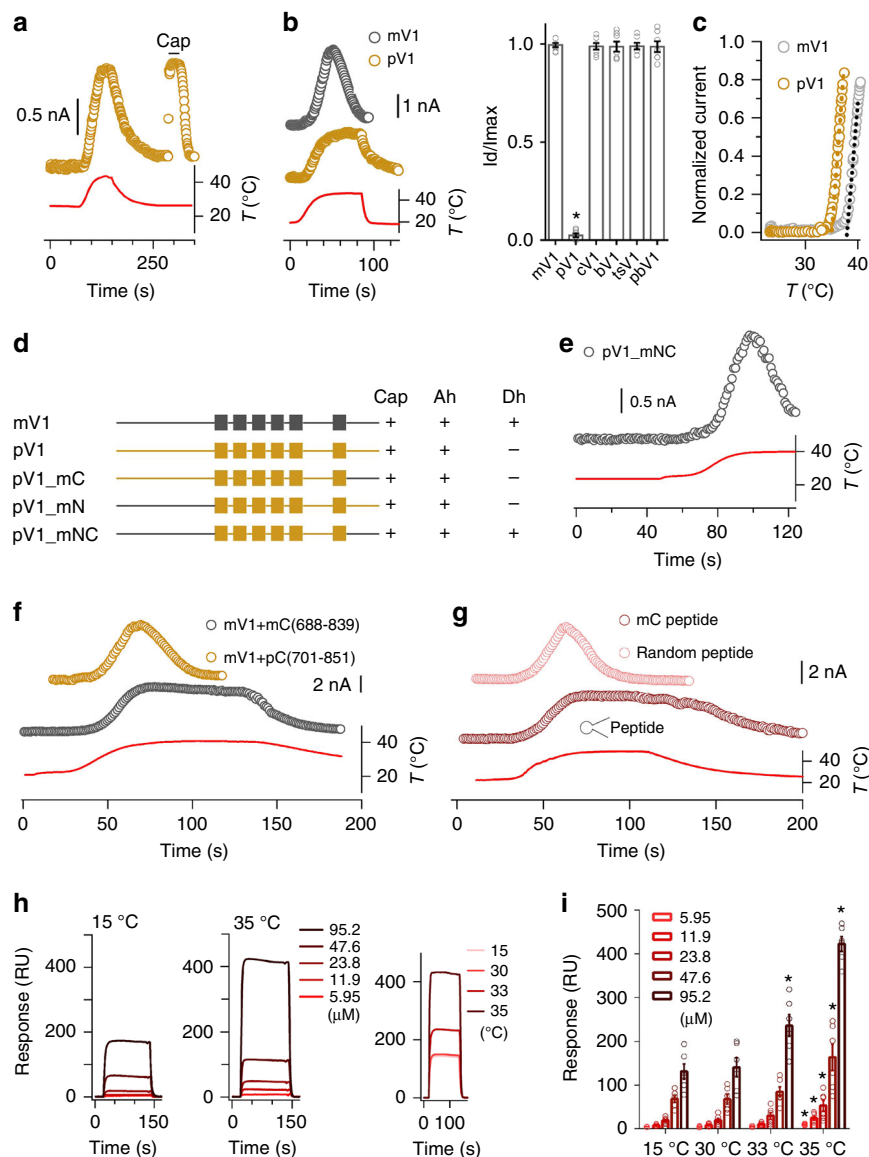 a
Cap
0.5 nA
40
20
T (°C)
0
250
Time (s)
b
mV1
pV1
1 nA
40
20
T (°C)
0
100
Time (s)
Id/Imax
1.0
0.5
0.0
*
mV1
pV1
cV1
bV1
tsV1
pbV1
c
mV1
pV1
Normalized current
0.8
0.6
0.4
0.2
0.0
30
40
T (°C)
d
Cap Ah Dh
mV1 + + +
pV1 + + –
pV1_mC + + –
pV1_mN + + –
pV1_mNC + + +
e
pV1_mNC
0.5 nA
40
20
T (°C)
0 40 80 120
Time (s)
f
mV1+mC(688-839)
mV1+pC(701-851)
2 nA
40
20
T (°C)
0 50 100 150 200
Time (s)
g
mC peptide
Random peptide
2 nA
Peptide
40
20
T (°C)
0 50 100 150 200
Time (s)
h
15 °C
Response (RU)
400
200
0
0 150
Time (s)
35 °C
400
200
0
0 150
Time (s)
95.2
47.6
23.8
11.9
5.95
(μM)
400
200
0
0 100
Time (s)
15
30
33
35
(°C)
i
Response (RU)
500
400
300
200
100
0
5.95
11.9
23.8
47.6
95.2
(μM)
*
* * * * *
15 °C 30 °C 33 °C 35 °C